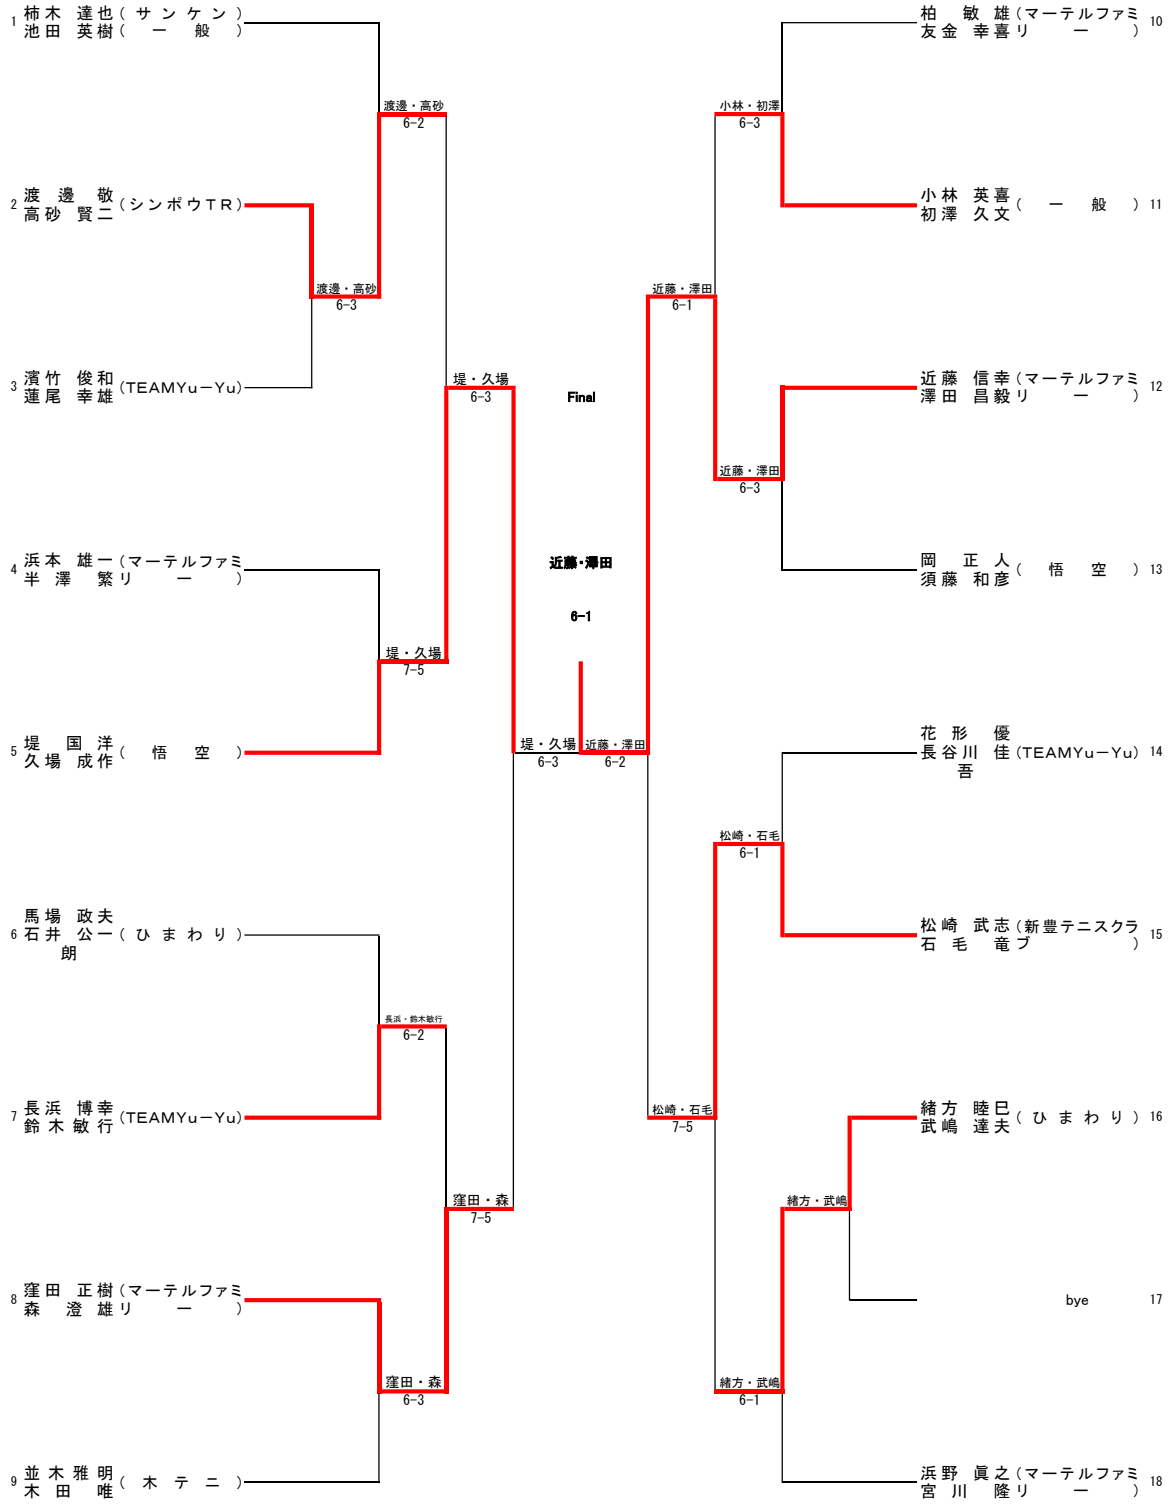 1 柿木 達也 (サンケン)
池田 英樹 (一般)
渡邊・高砂
6-2
2 渡邊 敬 (シンポウTR)
高砂 賢二
渡邊・高砂
6-3
3 濱竹 俊和 (TEAMYu-Yu)
蓮尾 幸雄
堤・久場
6-3
4 浜本 雄一 (マーテルファミ
半澤 繁 リー)
堤・久場
7-5
5 堤 国洋 (悟空)
久場 成作
6 馬場 政夫
石井 公一 (ひまわり)
朗
長浜・鈴木敏行
6-2
7 長浜 博幸 (TEAMYu-Yu)
鈴木敏行
窪田・森
7-5
8 窪田 正樹 (マーテルファミ
森 澄雄 リー)
窪田・森
6-3
9 並木雅明 (木テニ)
木田 唯
Final
近藤・澤田
6-1
堤・久場
6-3
近藤・澤田
6-2
柏 敏雄 (マーテルファミ 10
友金 幸喜 リー)
小林・初澤
6-3
小林 英喜 (一般) 11
初澤 久文
近藤・澤田
6-1
近藤 信幸 (マーテルファミ 12
澤田 昌毅 リー)
近藤・澤田
6-3
岡 正人 (悟空) 13
須藤 和彦
花形 優
長谷川 佳 (TEAMYu-Yu) 14
吾
松崎・石毛
6-1
松崎 武志 (新豊テニスクラ 15
石毛 竜 ブ)
松崎・石毛
7-5
緒方 睦巳 (ひまわり) 16
武嶋 達夫
緒方・武嶋
bye 17
緒方・武嶋
6-1
浜野 眞之 (マーテルファミ 18
宮川 隆 リー)